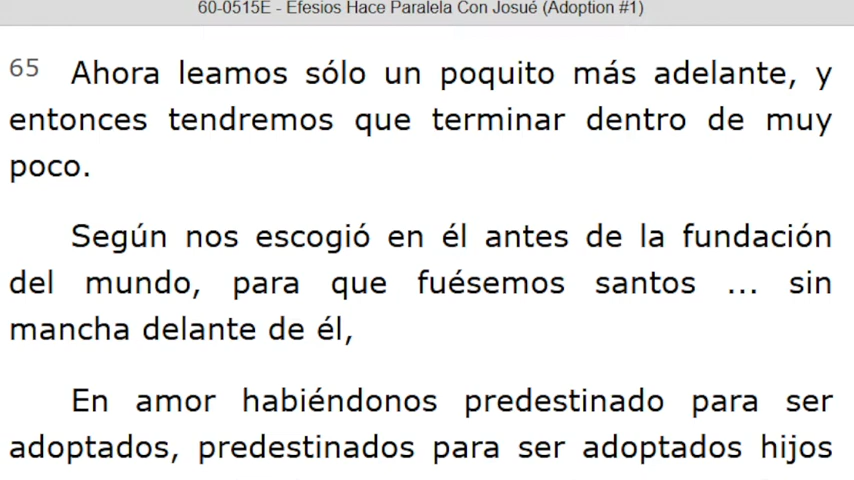 60-0515E - Efesios Hace Paralela Con Josué (Adoption #1)
65 Ahora leamos sólo un poquito más adelante, y
entonces tendremos que terminar dentro de muy
poco.
Según nos escogió en él antes de la fundación
del mundo, para que fuésemos santos ... sin
mancha delante de él,
En amor habiéndonos predestinado para ser
adoptados, predestinados para ser adoptados hijos